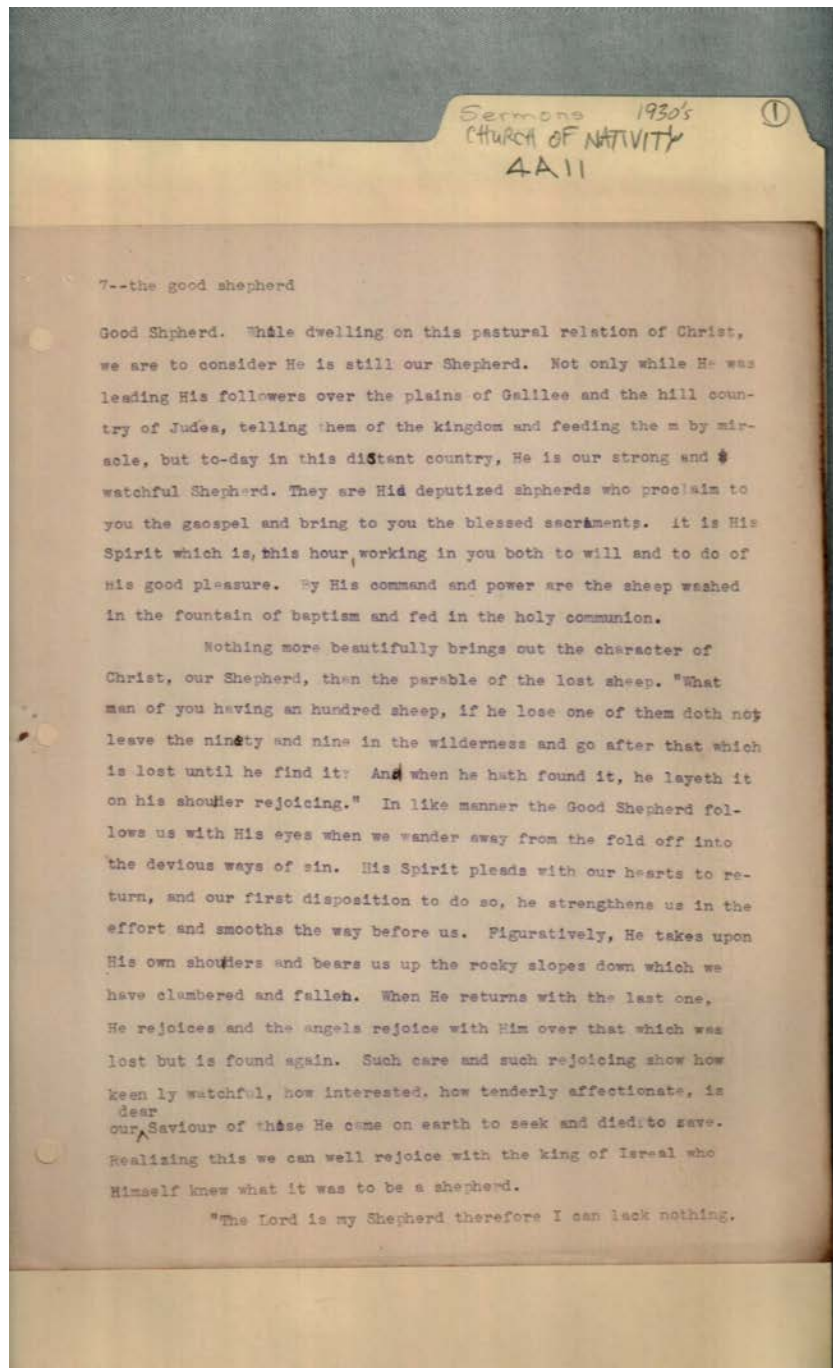 Sermons 1930's ①
CHURCH OF NATIVITY
4A11
7--the good shepherd
Good Shpherd. While dwelling on this pastural relation of Christ,
we are to consider He is still our Shepherd. Not only while He was
leading His followers over the plains of Galilee and the hill coun-
try of Judea, telling them of the kingdom and feeding the m by mir-
acle, but to-day in this distant country, He is our strong and
watchful Shepherd. They are His deputized shpherds who proclaim to
you the gaospel and bring to you the blessed sacraments. it is His
Spirit which is, this hour, working in you both to will and to do of
His good pleasure. By His command and power are the sheep washed
in the fountain of baptism and fed in the holy communion.
Nothing more beautifully brings out the character of
Christ, our Shepherd, than the parable of the lost sheep. "What
man of you having an hundred sheep, if he lose one of them doth not
leave the ninety and nine in the wilderness and go after that which
is lost until he find it? And when he hath found it, he layeth it
on his shoulder rejoicing." In like manner the Good Shepherd fol-
lows us with His eyes when we wander away from the fold off into
the devious ways of sin. His Spirit pleads with our hearts to re-
turn, and our first disposition to do so, he strengthens us in the
effort and smooths the way before us. Figuratively, He takes upon
His own shoulders and bears us up the rocky slopes down which we
have clambered and fallen. When He returns with the last one,
He rejoices and the angels rejoice with Him over that which was
lost but is found again. Such care and such rejoicing show how
keen ly watchful, how interested, how tenderly affectionate, is
dear
our Saviour of those He came on earth to seek and died to save.
Realizing this we can well rejoice with the king of Isreal who
Himself knew what it was to be a shepherd.
"The Lord is my Shepherd therefore I can lack nothing.